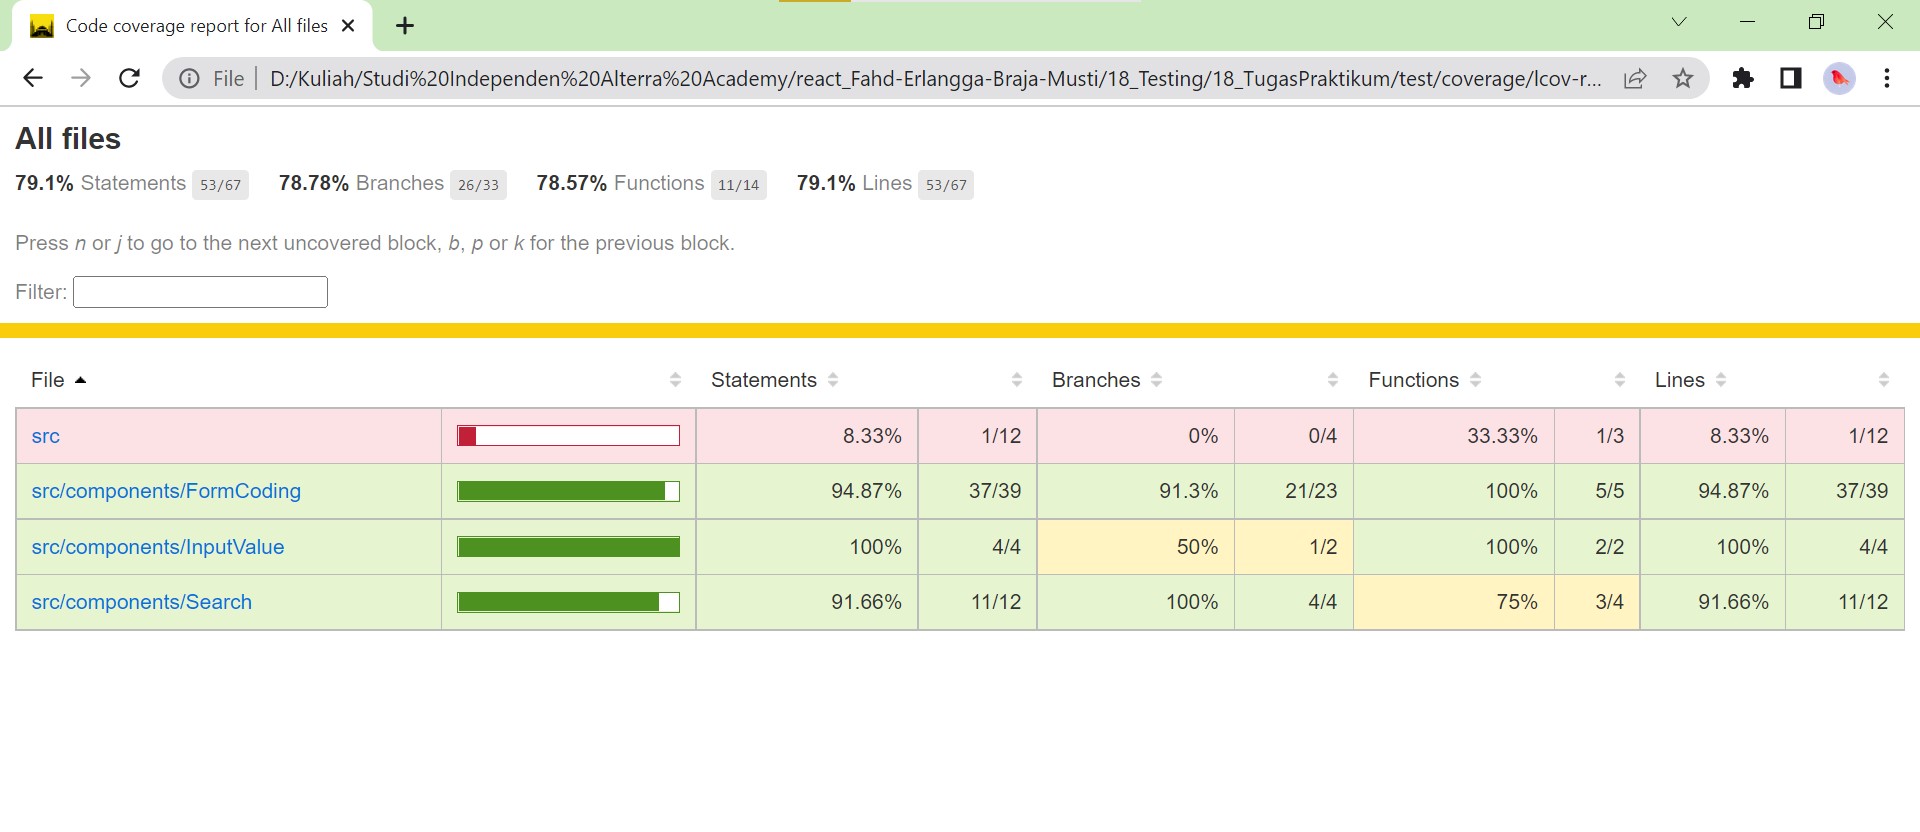 Code coverage report for All files
File D:/Kuliah/Studi%20Independen%20Alterra%20Academy/react_Fahd-Erlangga-Braja-Musti/18_Testing/18_TugasPraktikum/test/coverage/lcov-r...
All files
79.1% Statements 53/67 78.78% Branches 26/33 78.57% Functions 11/14 79.1% Lines 53/67
Press n or j to go to the next uncovered block, b, p or k for the previous block.
Filter:
File Statements Branches Functions Lines
src 8.33% 1/12 0% 0/4 33.33% 1/3 8.33% 1/12
src/components/FormCoding 94.87% 37/39 91.3% 21/23 100% 5/5 94.87% 37/39
src/components/InputValue 100% 4/4 50% 1/2 100% 2/2 100% 4/4
src/components/Search 91.66% 11/12 100% 4/4 75% 3/4 91.66% 11/12